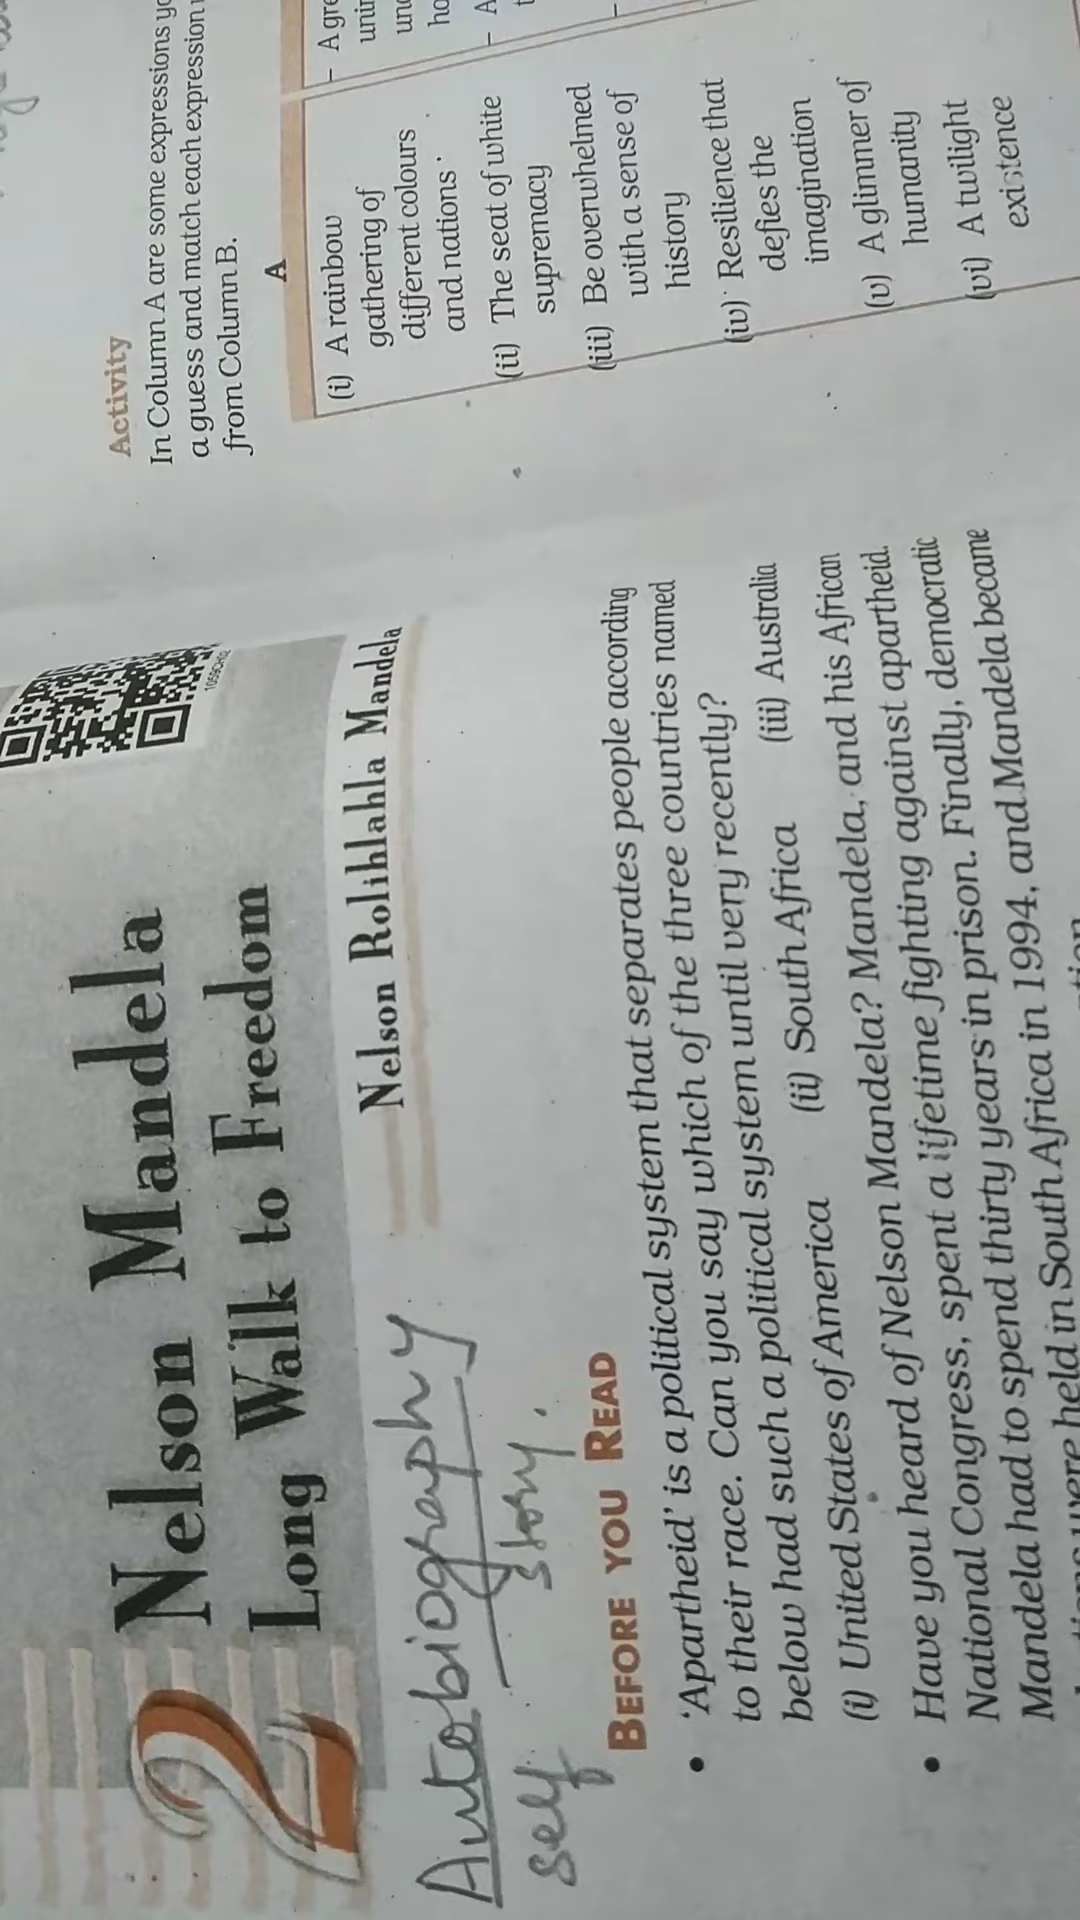 2
Nelson Mandela
Long Walk to Freedom
1059CH02
Nelson Rolihlahla Mandela
Autobiography
self story.
BEFORE YOU READ
• 'Apartheid' is a political system that separates people according
to their race. Can you say which of the three countries named
below had such a political system until very recently?
(i) United States of America (ii) South Africa (iii) Australia
• Have you heard of Nelson Mandela? Mandela, and his African
National Congress, spent a lifetime fighting against apartheid.
Mandela had to spend thirty years in prison. Finally, democratic
were held in South Africa in 1994, and Mandela became
Activity
In Column A are some expressions
a guess and match each expression
from Column B.
A
(i) A rainbow
gathering of
different colours
and nations
(ii) The seat of white
supremacy
(iii) Be overwhelmed
with a sense of
history
(iv) Resilience that
defies the
imagination
(v) A glimmer of
humanity
(vi) A twilight
existence
– A
– A